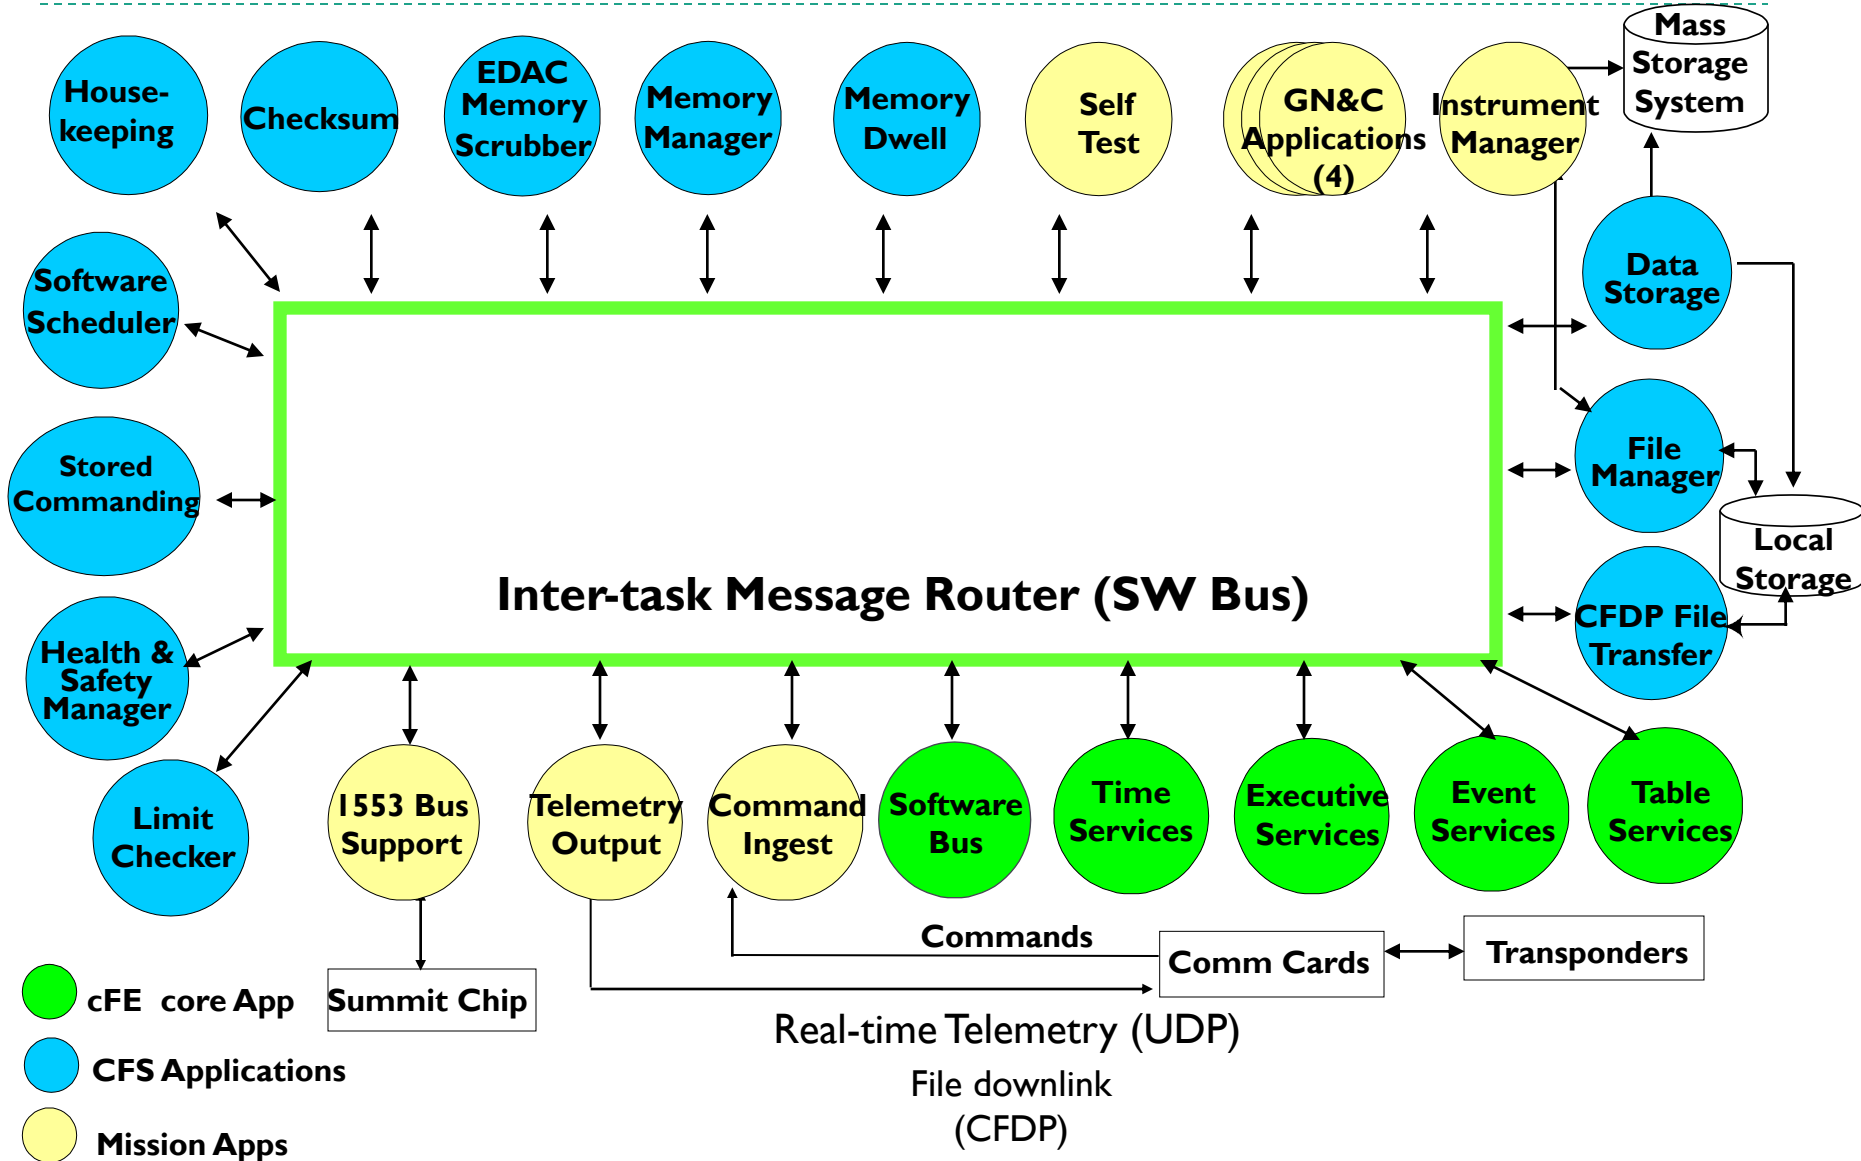 House-
keeping
Checksum
EDAC
Memory
Scrubber
Memory
Manager
Memory
Dwell
Self
Test
GN&C
Applications
(4)
Instrument
Manager
Mass
Storage
System
Software
Scheduler
Data
Storage
Stored
Commanding
File
Manager
Local
Storage
Inter-task Message Router (SW Bus)
CFDP File
Transfer
Health &
Safety
Manager
Limit
Checker
1553 Bus
Support
Telemetry
Output
Command
Ingest
Software
Bus
Time
Services
Executive
Services
Event
Services
Table
Services
Commands
Comm Cards
Transponders
Summit Chip
Real-time Telemetry (UDP)
File downlink
(CFDP)
cFE core App
CFS Applications
Mission Apps